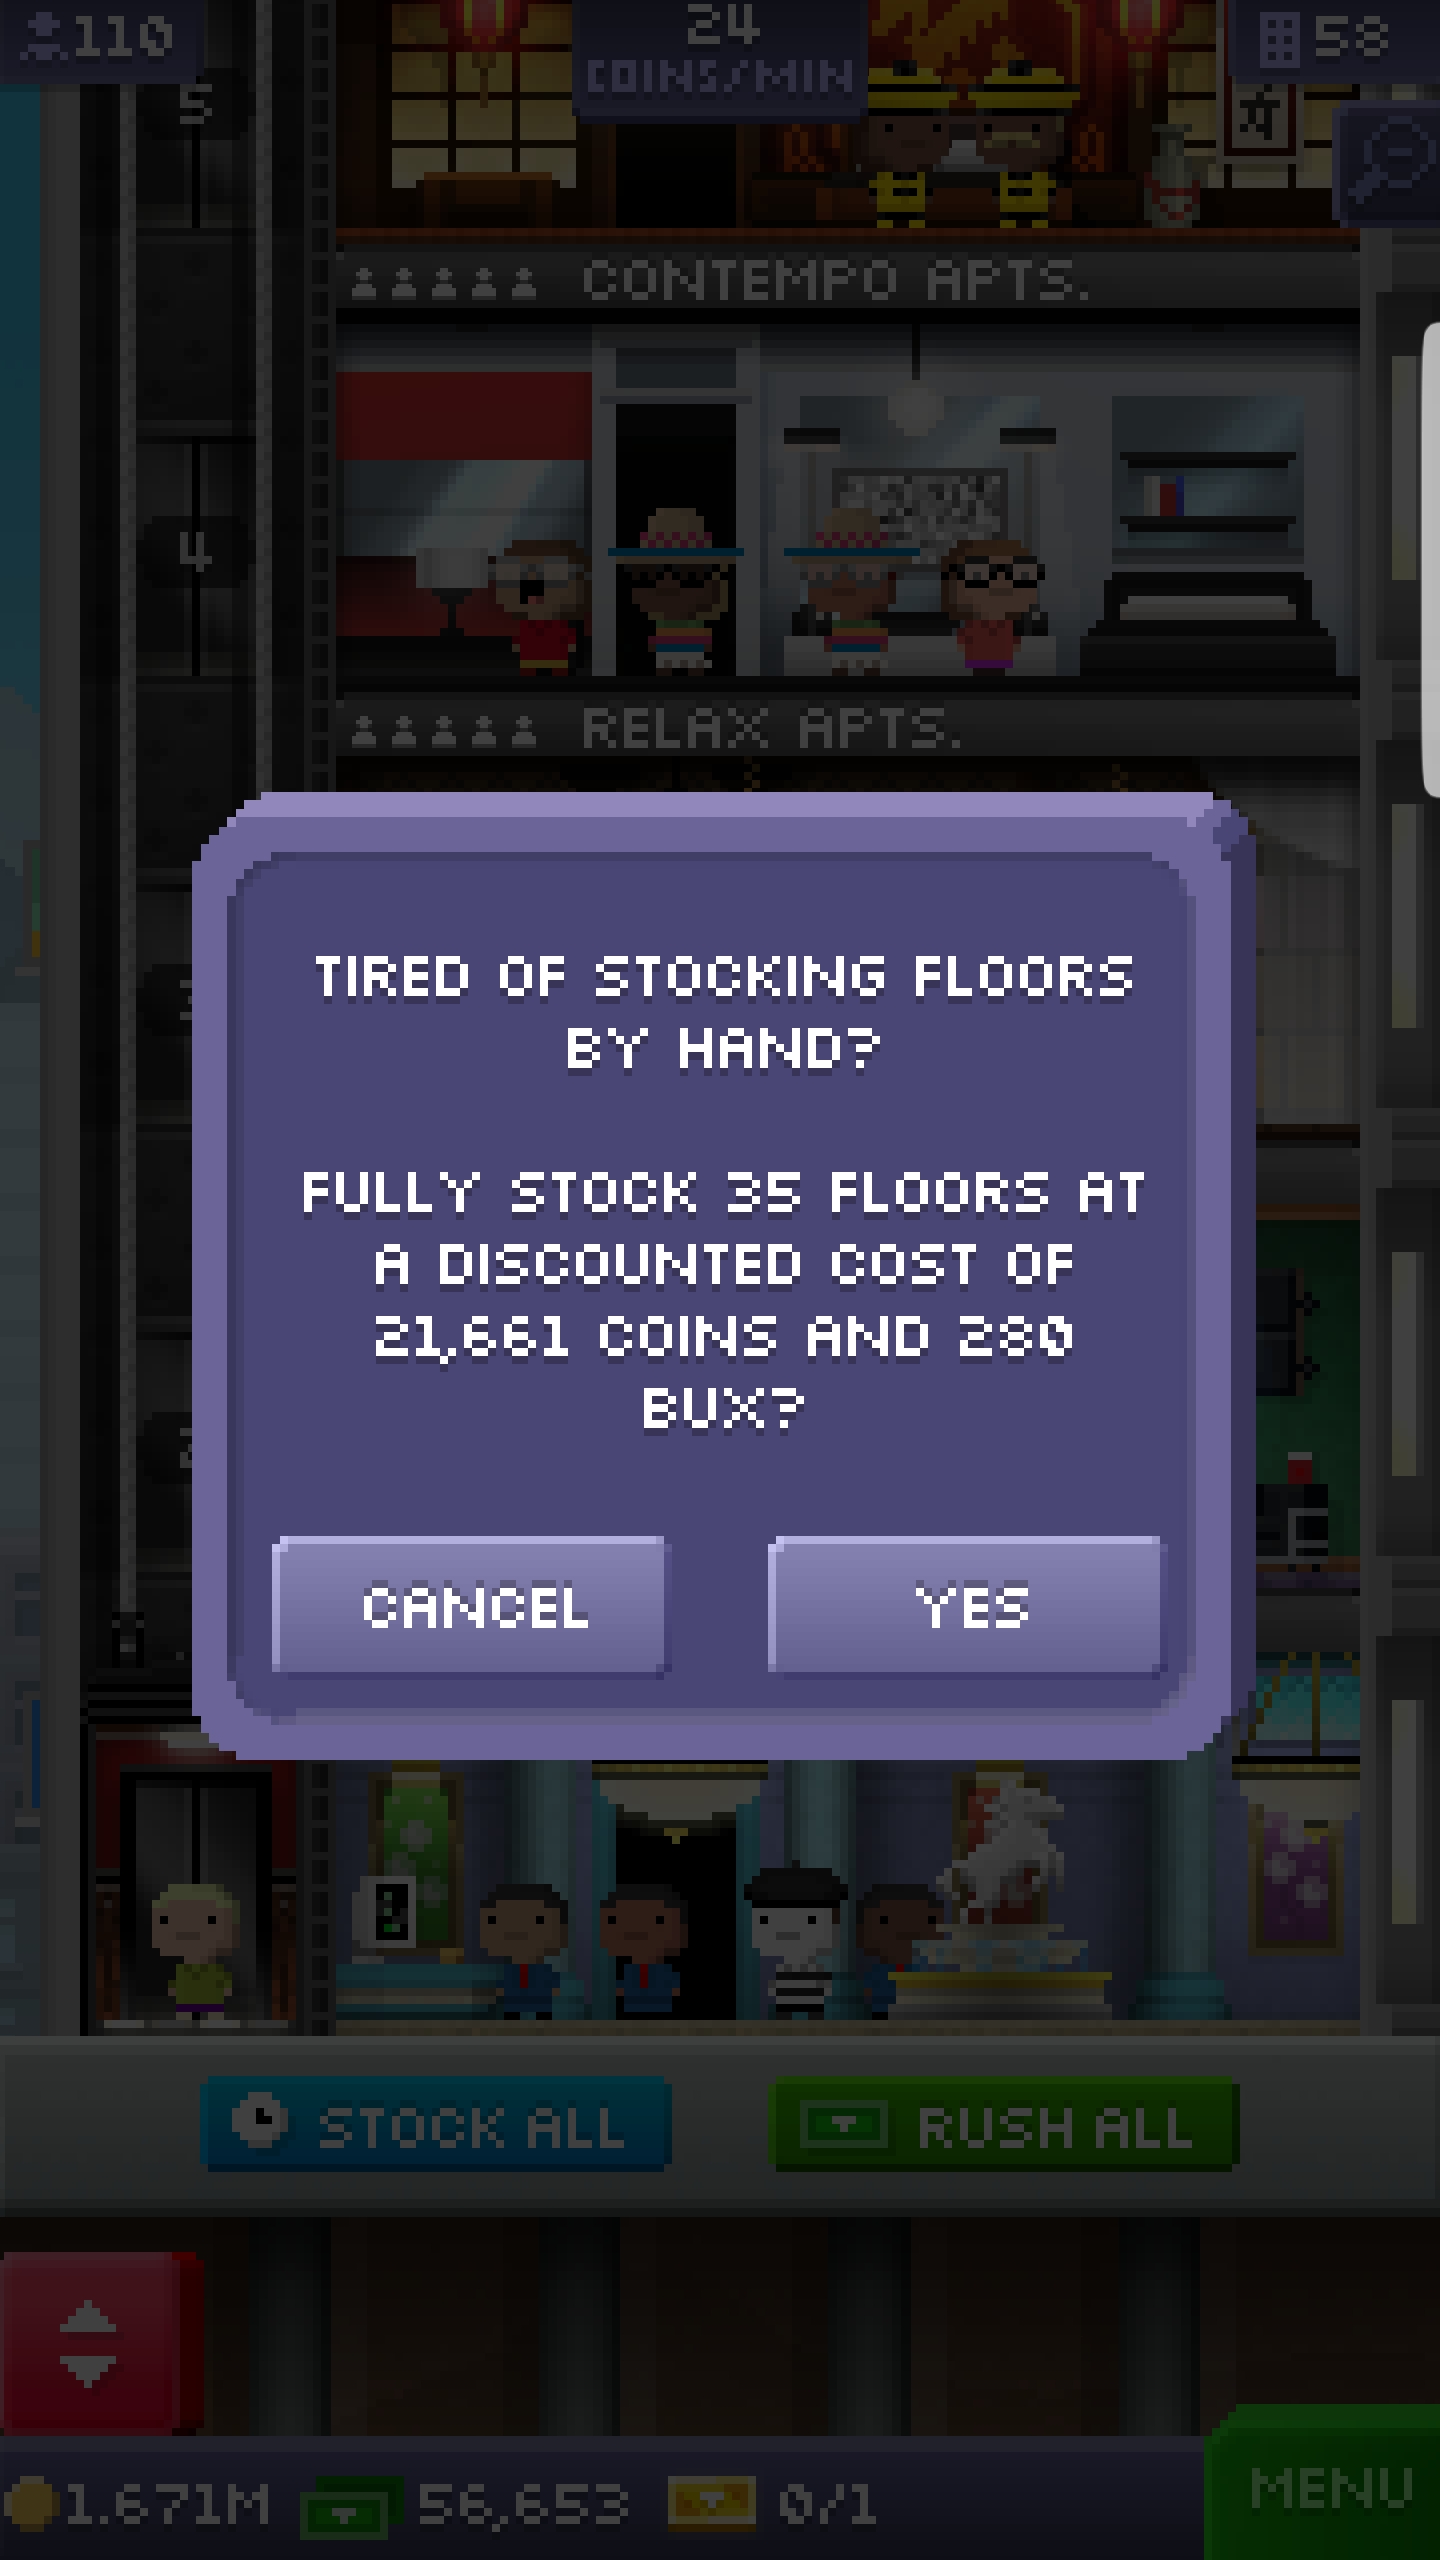 110
24
COINS/MIN
58
5
CONTEMPO APTS.
4
RELAX APTS.
TIRED OF STOCKING FLOORS
BY HAND?
FULLY STOCK 35 FLOORS AT
A DISCOUNTED COST OF
21,661 COINS AND 280
BUX?
CANCEL
YES
STOCK ALL
RUSH ALL
1.671M
56,653
0/1
MENU